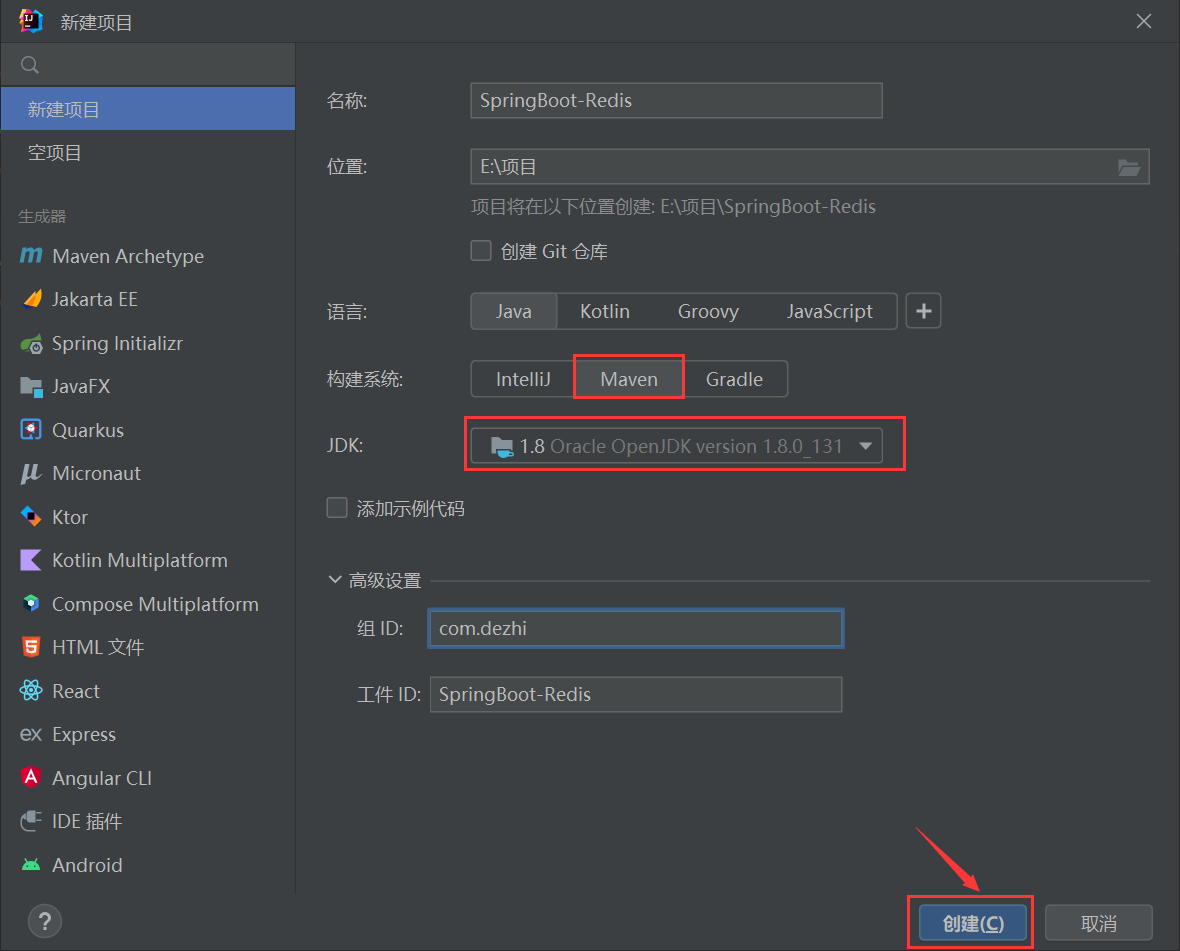 新建项目
新建项目
空项目
生成器
Maven Archetype
Jakarta EE
Spring Initializr
JavaFX
Quarkus
Micronaut
Ktor
Kotlin Multiplatform
Compose Multiplatform
HTML 文件
React
ex Express
Angular CLI
IDE 插件
Android
?
名称: SpringBoot-Redis
位置: E:\项目
项目将在以下位置创建: E:\项目\SpringBoot-Redis
创建 Git 仓库
语言: Java Kotlin Groovy JavaScript +
构建系统: IntelliJ Maven Gradle
JDK: 1.8 Oracle OpenJDK version 1.8.0_131
添加示例代码
高级设置
组 ID: com.dezhi
工件 ID: SpringBoot-Redis
创建(C) 取消